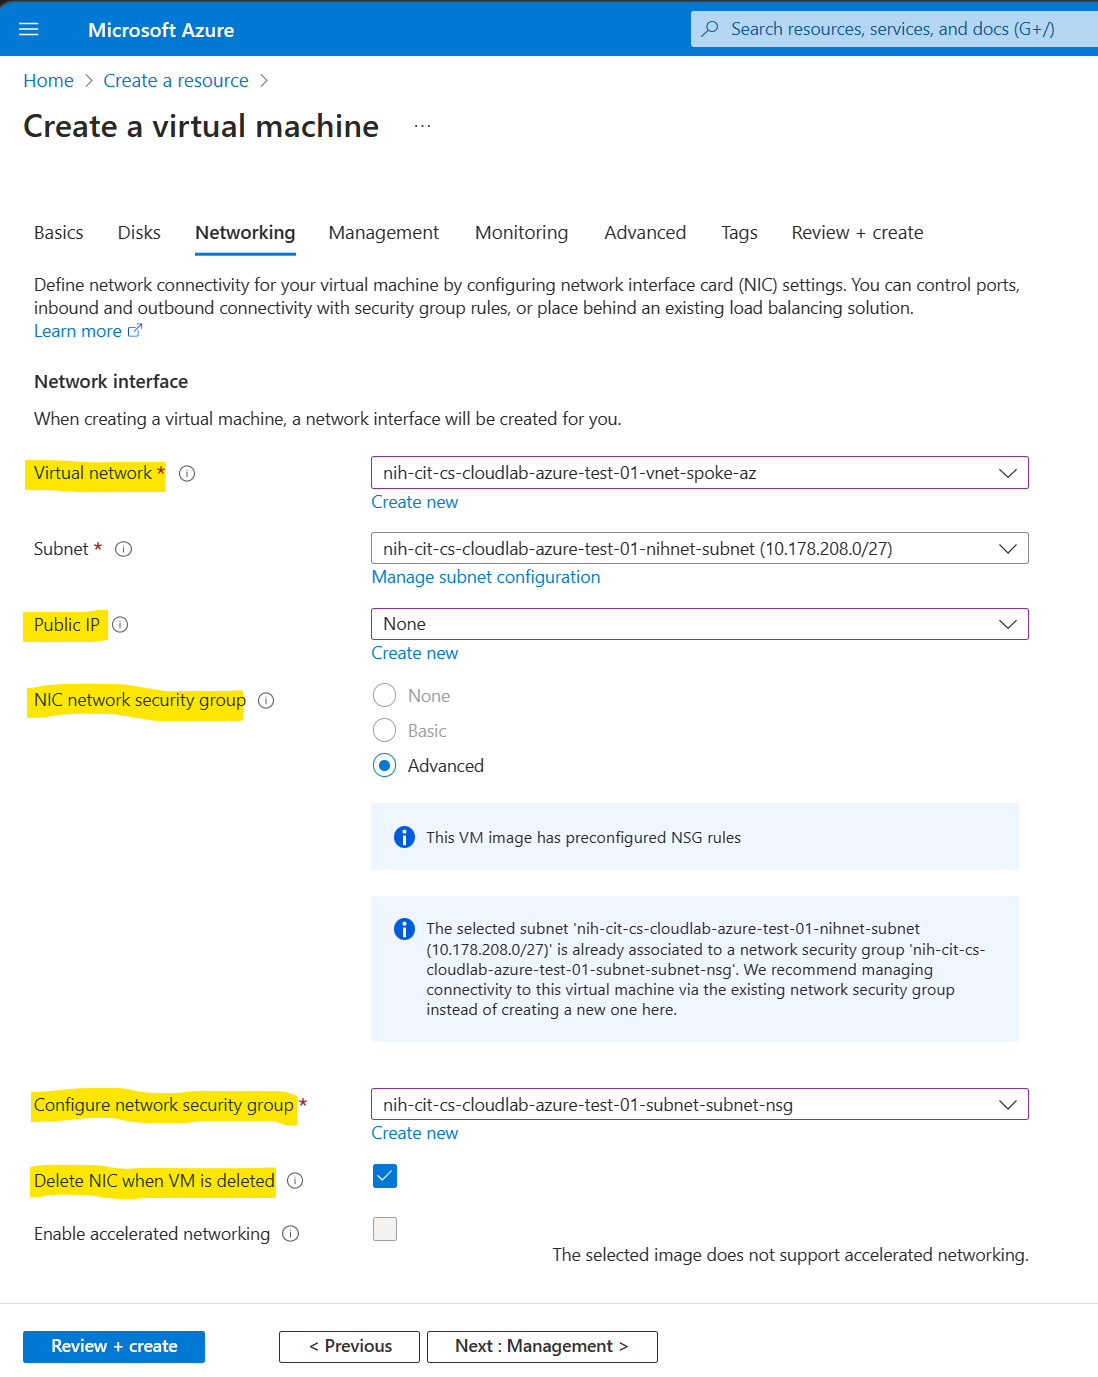 Microsoft Azure
Search resources, services, and docs (G+/)
Home > Create a resource >
Create a virtual machine ...
Basics Disks Networking Management Monitoring Advanced Tags Review + create
Define network connectivity for your virtual machine by configuring network interface card (NIC) settings. You can control ports,
inbound and outbound connectivity with security group rules, or place behind an existing load balancing solution.
Learn more
Network interface
When creating a virtual machine, a network interface will be created for you.
Virtual network *
nih-cit-cs-cloudlab-azure-test-01-vnet-spoke-az
Create new
Subnet *
nih-cit-cs-cloudlab-azure-test-01-nihnet-subnet (10.178.208.0/27)
Manage subnet configuration
Public IP
None
Create new
NIC network security group
None
Basic
Advanced
This VM image has preconfigured NSG rules
The selected subnet 'nih-cit-cs-cloudlab-azure-test-01-nihnet-subnet
(10.178.208.0/27)' is already associated to a network security group 'nih-cit-cs-
cloudlab-azure-test-01-subnet-subnet-nsg'. We recommend managing
connectivity to this virtual machine via the existing network security group
instead of creating a new one here.
Configure network security group *
nih-cit-cs-cloudlab-azure-test-01-subnet-subnet-nsg
Create new
Delete NIC when VM is deleted
Enable accelerated networking
The selected image does not support accelerated networking.
Review + create
< Previous
Next : Management >